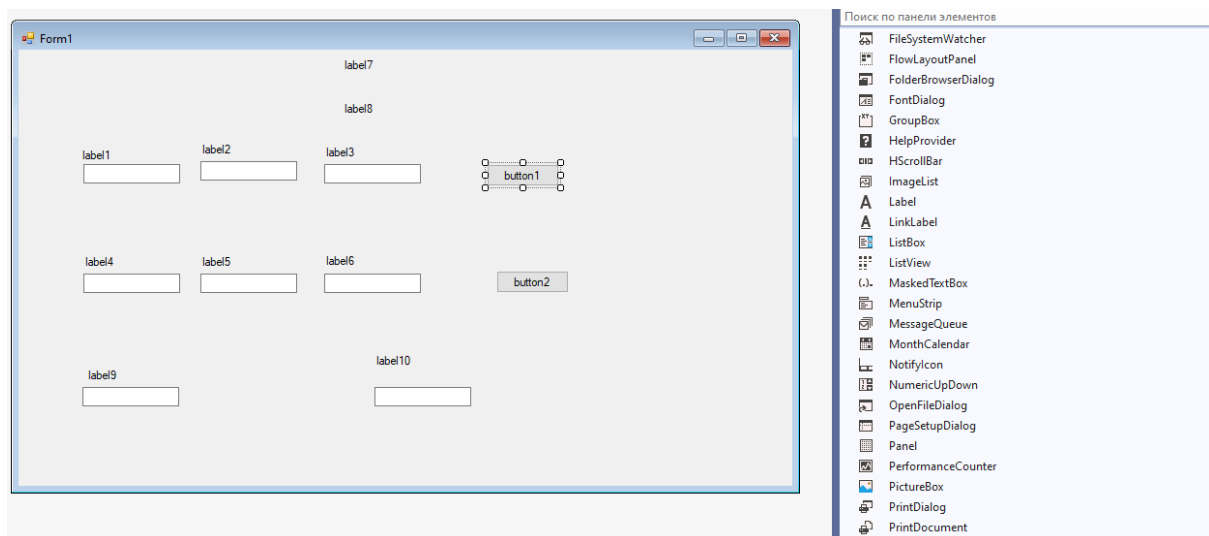 Form1
label7
label8
label1
label2
label3
button1
label4
label5
label6
button2
label9
label10
Поиск по панели элементов
FileSystemWatcher
FlowLayoutPanel
FolderBrowserDialog
FontDialog
GroupBox
HelpProvider
HScrollBar
ImageList
Label
LinkLabel
ListBox
ListView
MaskedTextBox
MenuStrip
MessageQueue
MonthCalendar
NotifyIcon
NumericUpDown
OpenFileDialog
PageSetupDialog
Panel
PerformanceCounter
PictureBox
PrintDialog
PrintDocument